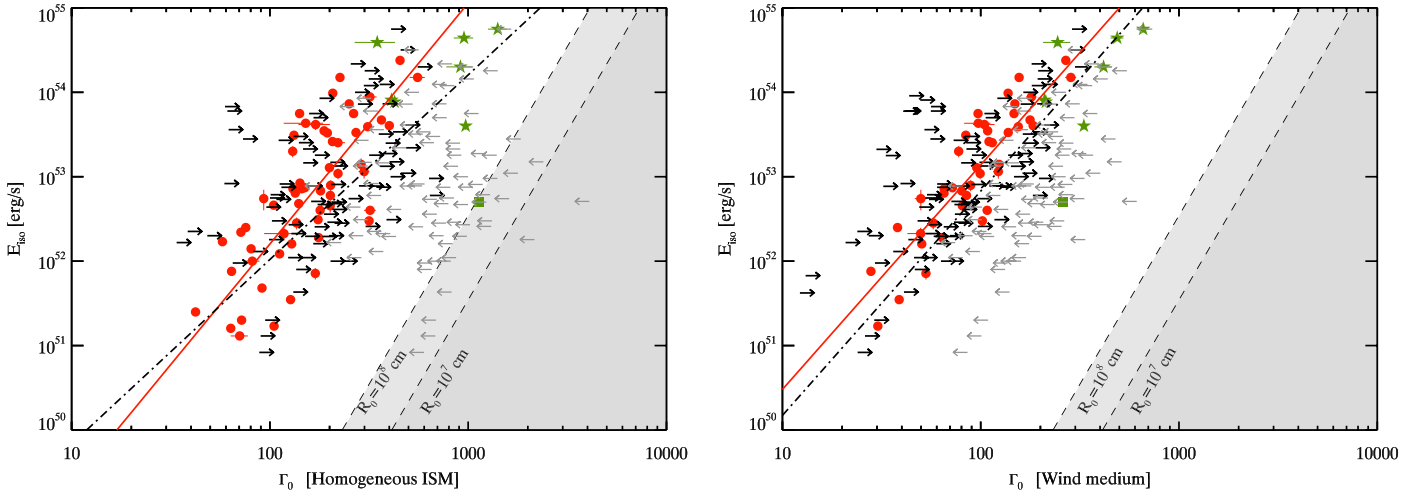 10^55
10^54
10^53
10^52
10^51
10^50
E_iso [erg/s]
R_0=10^8 cm
R_0=10^7 cm
10 100 1000 10000
Γ_0 [Homogeneous ISM]
10^55
10^54
10^53
10^52
10^51
10^50
E_iso [erg/s]
R_0=10^8 cm
R_0=10^7 cm
10 100 1000 10000
Γ_0 [Wind medium]